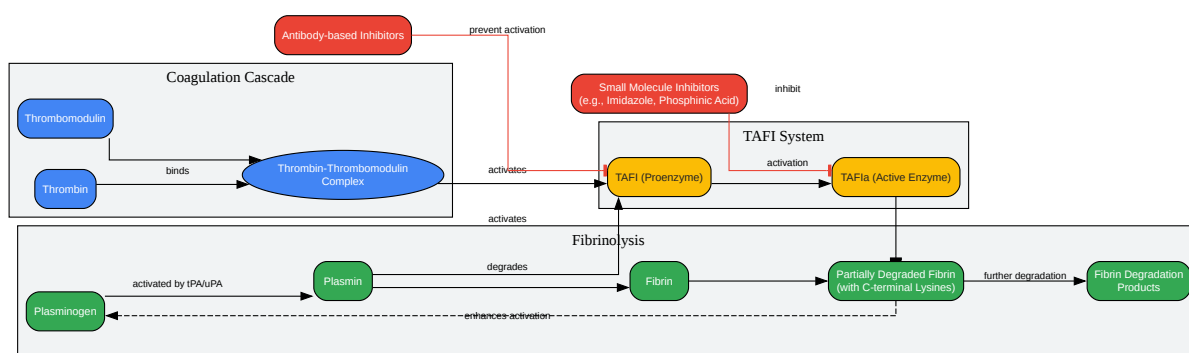 Antibody-based Inhibitors
prevent activation
Coagulation Cascade
Small Molecule Inhibitors
(e.g., Imidazole, Phosphinic Acid)
inhibit
Thrombomodulin
TAFI System
binds
Thrombin-Thrombomodulin
Complex
activates
activation
Thrombin
TAFI (Proenzyme)
TAFIa (Active Enzyme)
activates
Fibrinolysis
degrades
activated by tPA/uPA
Plasmin
Fibrin
Partially Degraded Fibrin
(with C-terminal Lysines)
further degradation
Fibrin Degradation
Products
Plasminogen
enhances activation